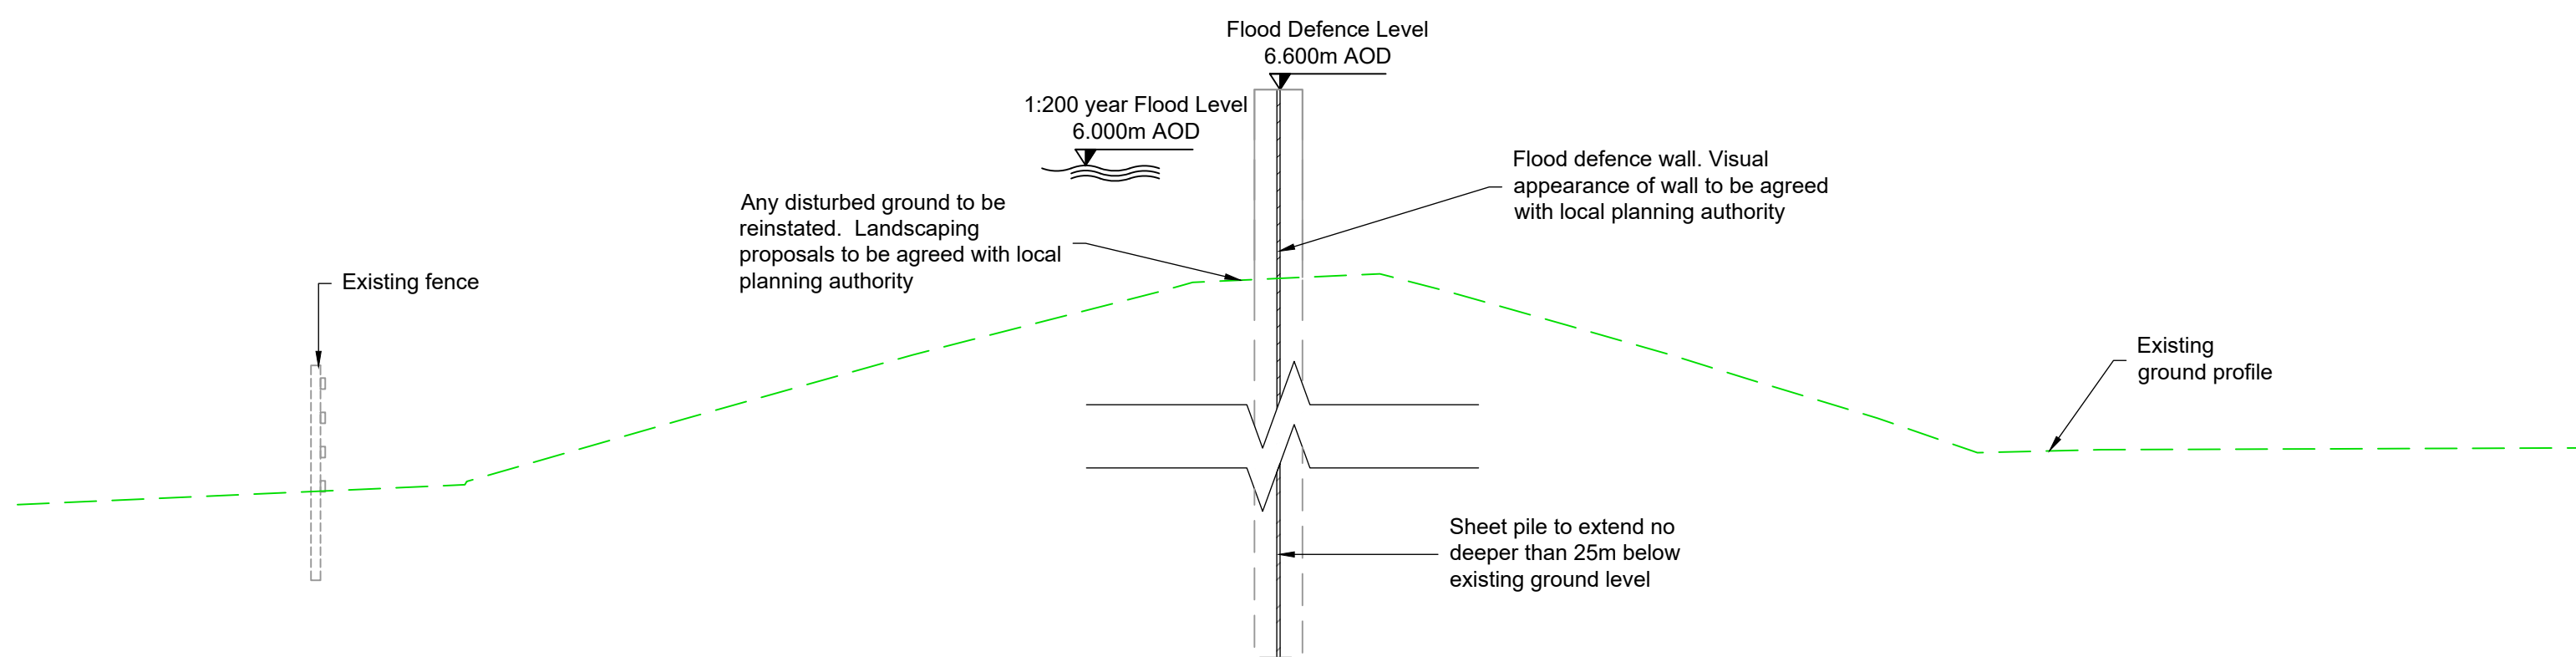 Flood Defence Level
6.600m AOD
1:200 year Flood Level
6.000m AOD
Flood defence wall. Visual
appearance of wall to be agreed
with local planning authority
Any disturbed ground to be
reinstated.  Landscaping
proposals to be agreed with local
planning authority
Existing fence
Existing
ground profile
Sheet pile to extend no
deeper than 25m below
existing ground level